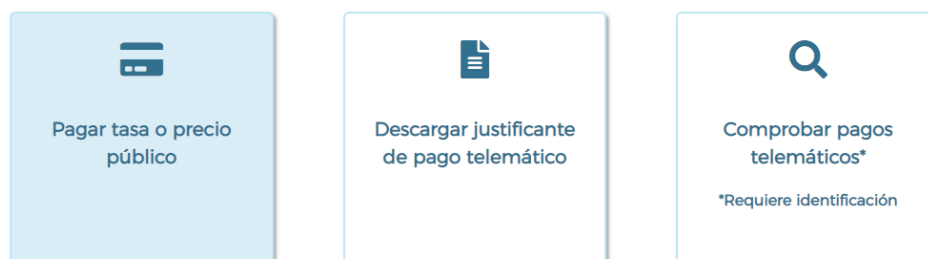 Pagar tasa o precio
público
Descargar justificante
de pago telemático
Comprobar pagos
telemáticos*
*Requiere identificación